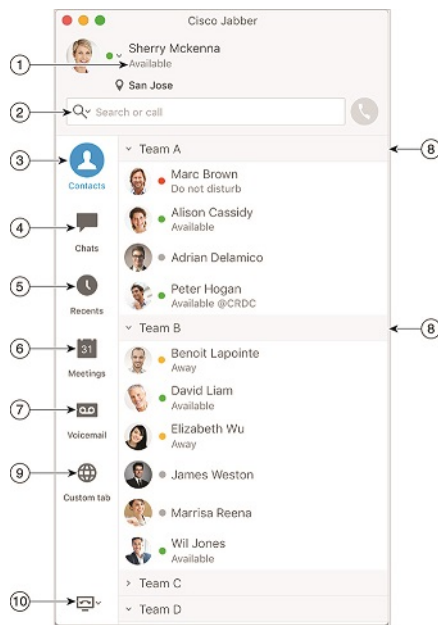 Cisco Jabber
Sherry Mckenna
1
Available
San Jose
2
Search or call
3
Contacts
Team A
8
Marc Brown
Do not disturb
4
Chats
Alison Cassidy
Available
Adrian Delamico
5
Recents
Peter Hogan
Available @CRDC
Team B
8
6
31
Meetings
Benoit Lapointe
Away
David Liam
Available
7
Voicemail
Elizabeth Wu
Away
9
Custom tab
James Weston
Marrisa Reena
Wil Jones
Available
Team C
10
Team D